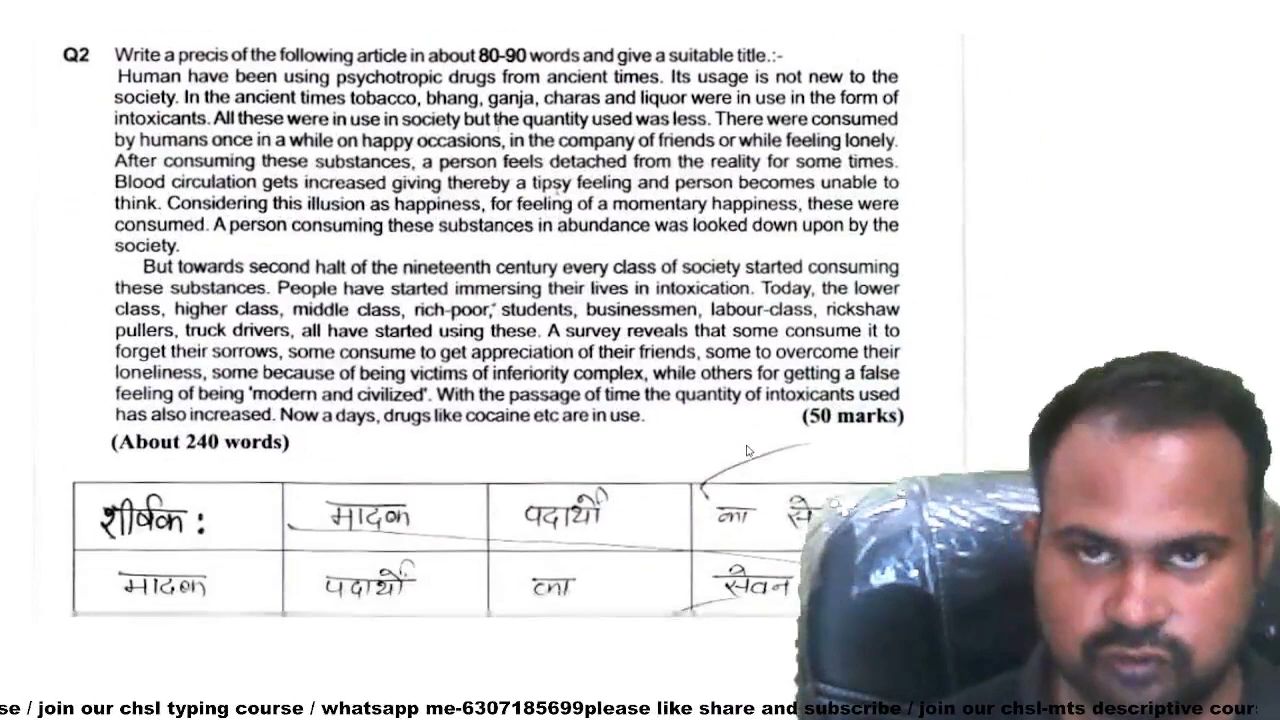 Q2 Write a precis of the following article in about 80-90 words and give a suitable title.:-
Human have been using psychotropic drugs from ancient times. Its usage is not new to the
society. In the ancient times tobacco, bhang, ganja, charas and liquor were in use in the form of
intoxicants. All these were in use in society but the quantity used was less. There were consumed
by humans once in a while on happy occasions, in the company of friends or while feeling lonely.
After consuming these substances, a person feels detached from the reality for some times.
Blood circulation gets increased giving thereby a tipsy feeling and person becomes unable to
think. Considering this illusion as happiness, for feeling of a momentary happiness, these were
consumed. A person consuming these substances in abundance was looked down upon by the
society.
But towards second halt of the nineteenth century every class of society started consuming
these substances. People have started immersing their lives in intoxication. Today, the lower
class, higher class, middle class, rich-poor, students, businessmen, labour-class, rickshaw
pullers, truck drivers, all have started using these. A survey reveals that some consume it to
forget their sorrows, some consume to get appreciation of their friends, some to overcome their
loneliness, some because of being victims of inferiority complex, while others for getting a false
feeling of being 'modern and civilized'. With the passage of time the quantity of intoxicants used
has also increased. Now a days, drugs like cocaine etc are in use. (50 marks)
(About 240 words)
शीर्षक : मादक पदार्थों का
मादक पदार्थों का सेवन
se / join our chsl typing course / whatsapp me-6307185699please like share and subscribe / join our chsl-mts descriptive cour